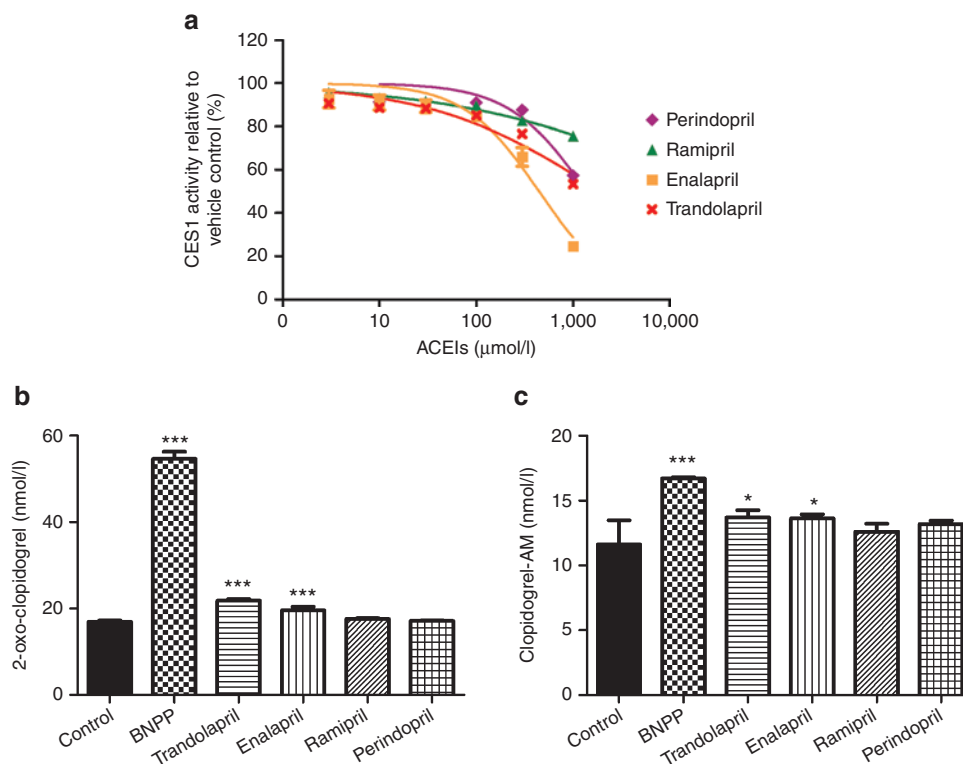 a
CES1 activity relative to
vehicle control (%)
120
100
80
60
40
20
0
0
10
100
1,000
10,000
ACEIs (μmol/l)
Perindopril
Ramipril
Enalapril
Trandolapril
b
2-oxo-clopidogrel (nmol/l)
60
40
20
0
***
***
***
Control
BNPP
Trandolapril
Enalapril
Ramipril
Perindopril
c
Clopidogrel-AM (nmol/l)
20
15
10
5
0
***
*
*
Control
BNPP
Trandolapril
Enalapril
Ramipril
Perindopril